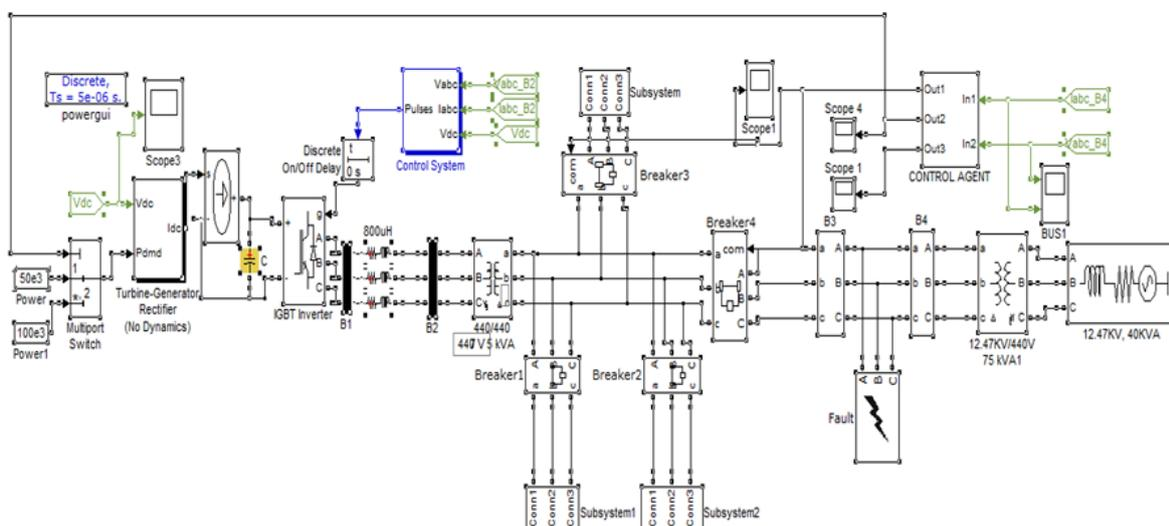 Discrete,
Ts = 5e-06 s.
powergui
Scope3
Vdc
Vdc
Idc
Pdmd
50e3
Power
100e3
Power1
1
2
Multiport
Switch
Turbine-Generator
Rectifier
(No Dynamics)
s
+
-
C
Discrete
On/Off Delay
t
0 s
g
+
-
A
B
C
IGBT Inverter
B1
800uH
B2
Pulses
Vabc
Iabc
Vdc
Control System
Vabc_B2
Iabc_B2
Vdc
A
B
C
a
b
c
440/440
Conn1
Conn2
Conn3
Subsystem
com
A
B
C
a
b
c
Breaker3
Scope1
Scope 4
Scope 1
Out1
Out2
Out3
In1
In2
CONTROL AGENT
Iabc_B4
Vabc_B4
BUS1
Breaker4
com
a
b
c
A
B
C
B3
a
b
c
A
B
C
B4
a
b
c
A
B
C
a
b
c
A
B
C
12.47KV/440V
75 kVA1
A
B
C
12.47KV, 40KVA
Fault
A
B
C
Breaker1
A
B
C
a
b
c
Breaker2
A
B
C
a
b
c
Conn1
Conn2
Conn3
Subsystem1
Conn1
Conn2
Conn3
Subsystem2